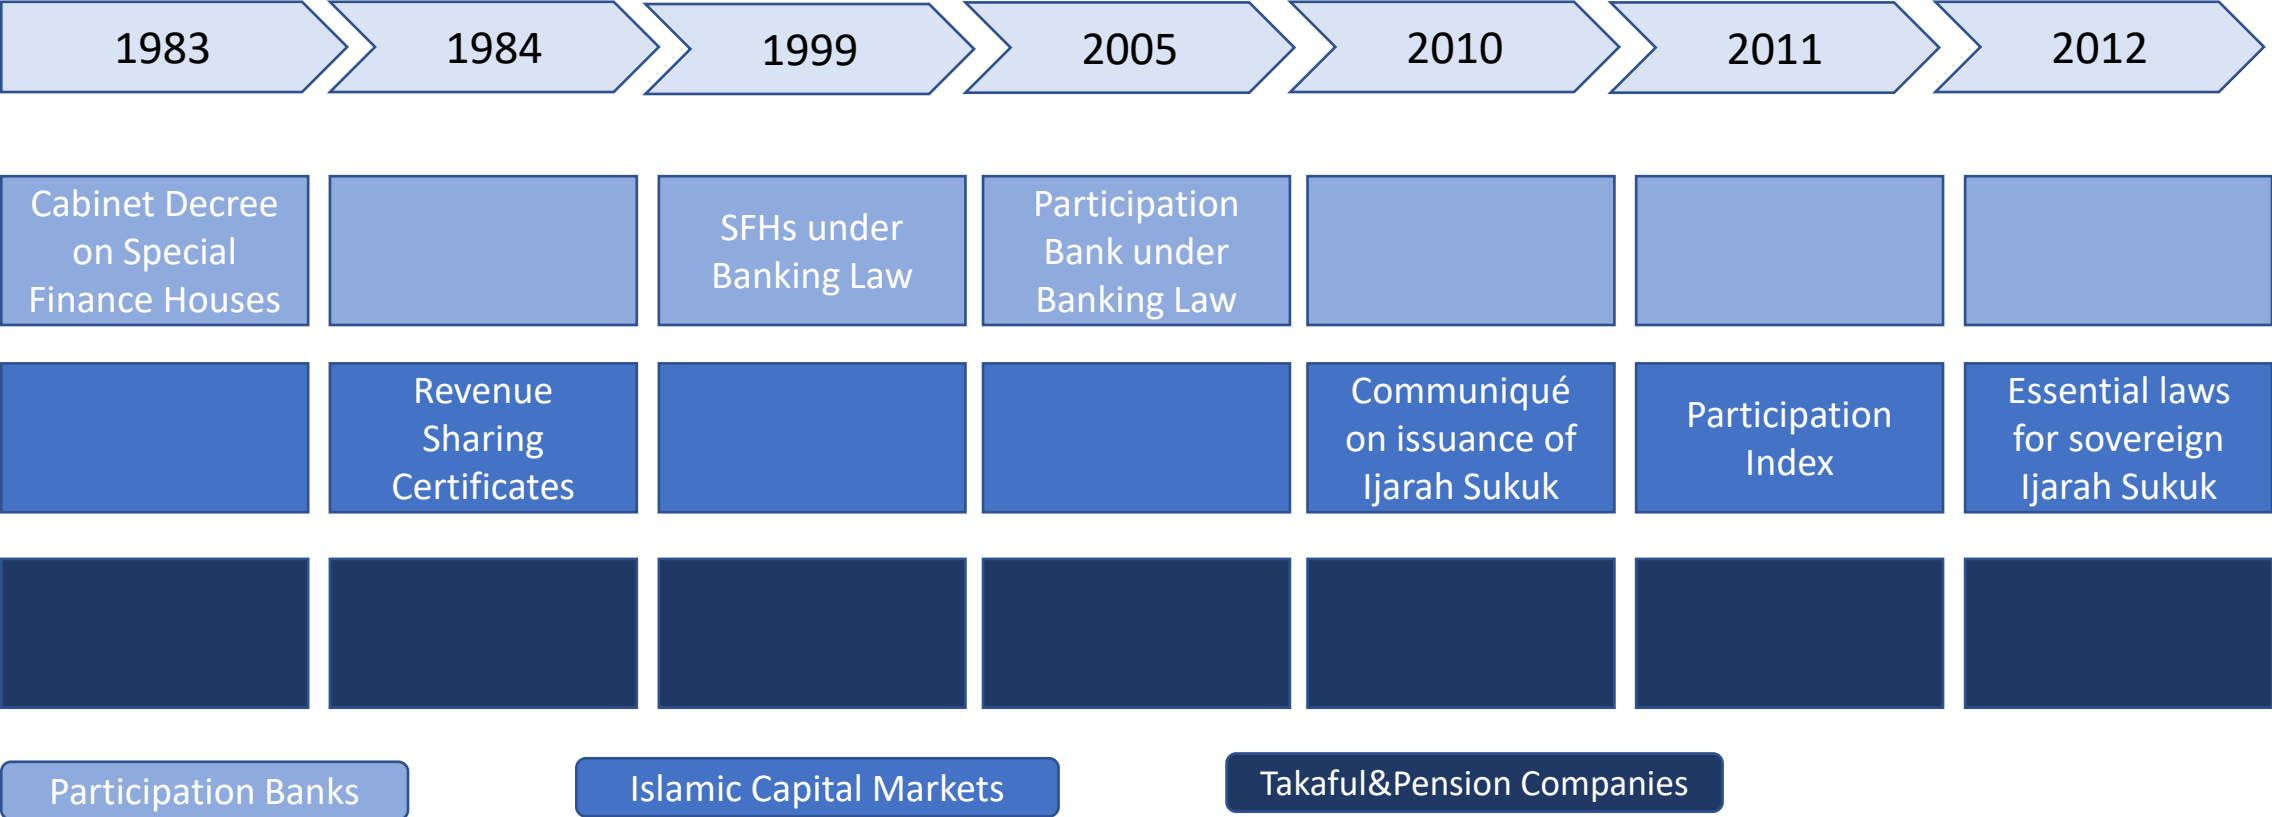 1983
1984
1999
2005
2010
2011
2012
Cabinet Decree
on Special
Finance Houses
SFHs under
Banking Law
Participation
Bank under
Banking Law
Revenue
Sharing
Certificates
Communiqué
on issuance of
Ijarah Sukuk
Participation
Index
Essential laws
for sovereign
Ijarah Sukuk
Participation Banks
Islamic Capital Markets
Takaful&Pension Companies